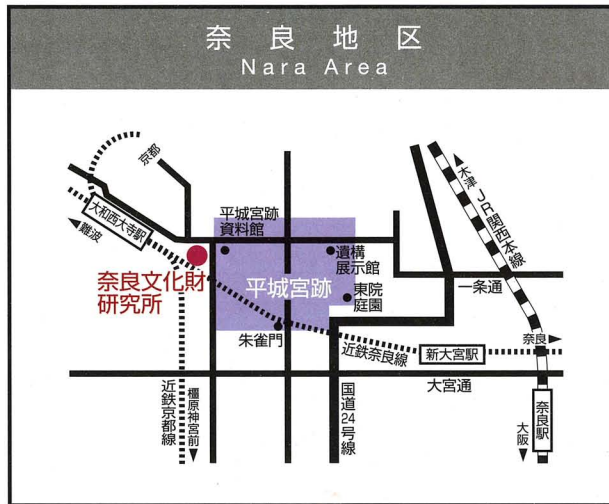 奈良地区
Nara Area
京都
木津
JR関西本線
大和西大寺駅
難波
平城宮跡
資料館
遺構
展示館
奈良文化財
研究所
平城宮跡
東院
庭園
一条通
朱雀門
近鉄奈良線
新大宮駅
奈良
近鉄京都線
橿原神宮前
国道24号線
大宮通
奈良駅
大阪